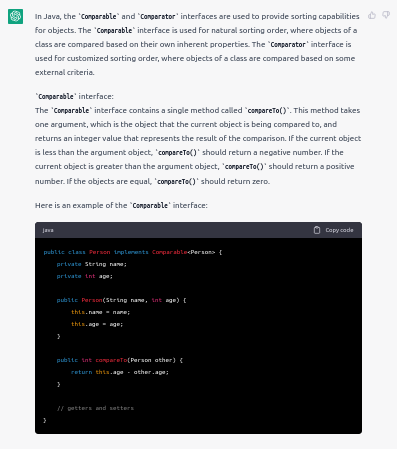 In Java, the `Comparable` and `Comparator` interfaces are used to provide sorting capabilities
for objects. The `Comparable` interface is used for natural sorting order, where objects of a
class are compared based on their own inherent properties. The `Comparator` interface is
used for customized sorting order, where objects of a class are compared based on some
external criteria.
`Comparable` interface:
The `Comparable` interface contains a single method called `compareTo()`. This method takes
one argument, which is the object that the current object is being compared to, and
returns an integer value that represents the result of the comparison. If the current object
is less than the argument object, `compareTo()` should return a negative number. If the
current object is greater than the argument object, `compareTo()` should return a positive
number. If the objects are equal, `compareTo()` should return zero.
Here is an example of the `Comparable` interface:
java Copy code
public class Person implements Comparable<Person> {
    private String name;
    private int age;
    public Person(String name, int age) {
        this.name = name;
        this.age = age;
    }
    public int compareTo(Person other) {
        return this.age - other.age;
    }
    // getters and setters
}